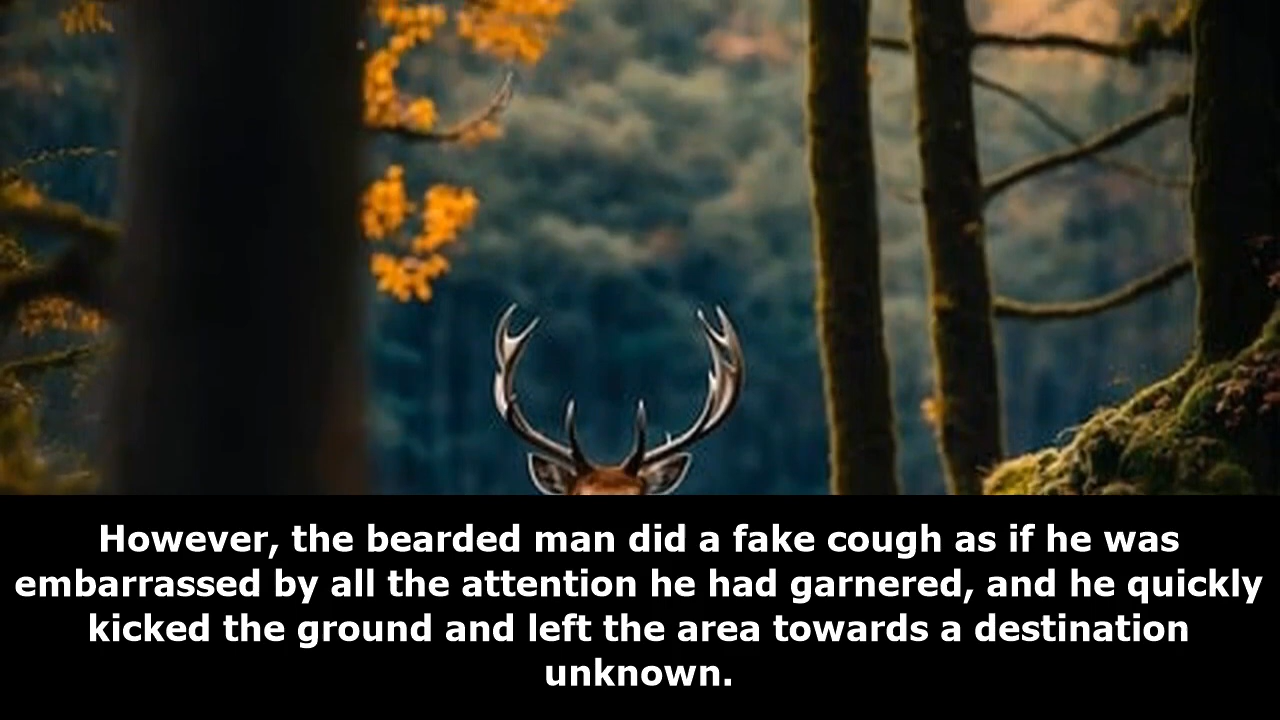 However, the bearded man did a fake cough as if he was
embarrassed by all the attention he had garnered, and he quickly
kicked the ground and left the area towards a destination
unknown.